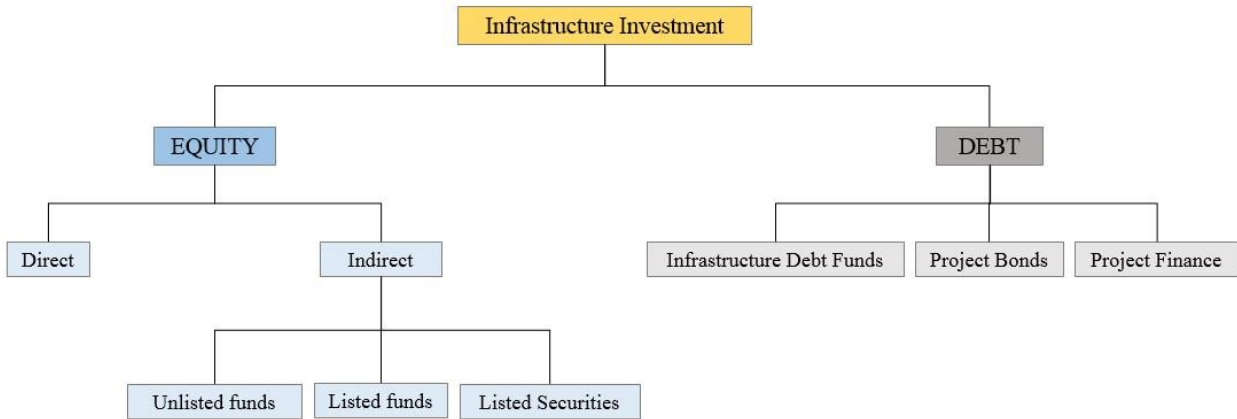 Infrastructure Investment
EQUITY
DEBT
Direct
Indirect
Infrastructure Debt Funds
Project Bonds
Project Finance
Unlisted funds
Listed funds
Listed Securities